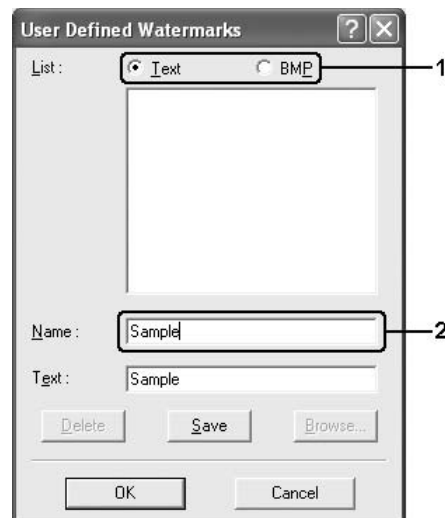 User Defined Watermarks
List : Text BMP 1
Name : Sample 2
Text : Sample
Delete Save Browse...
OK Cancel